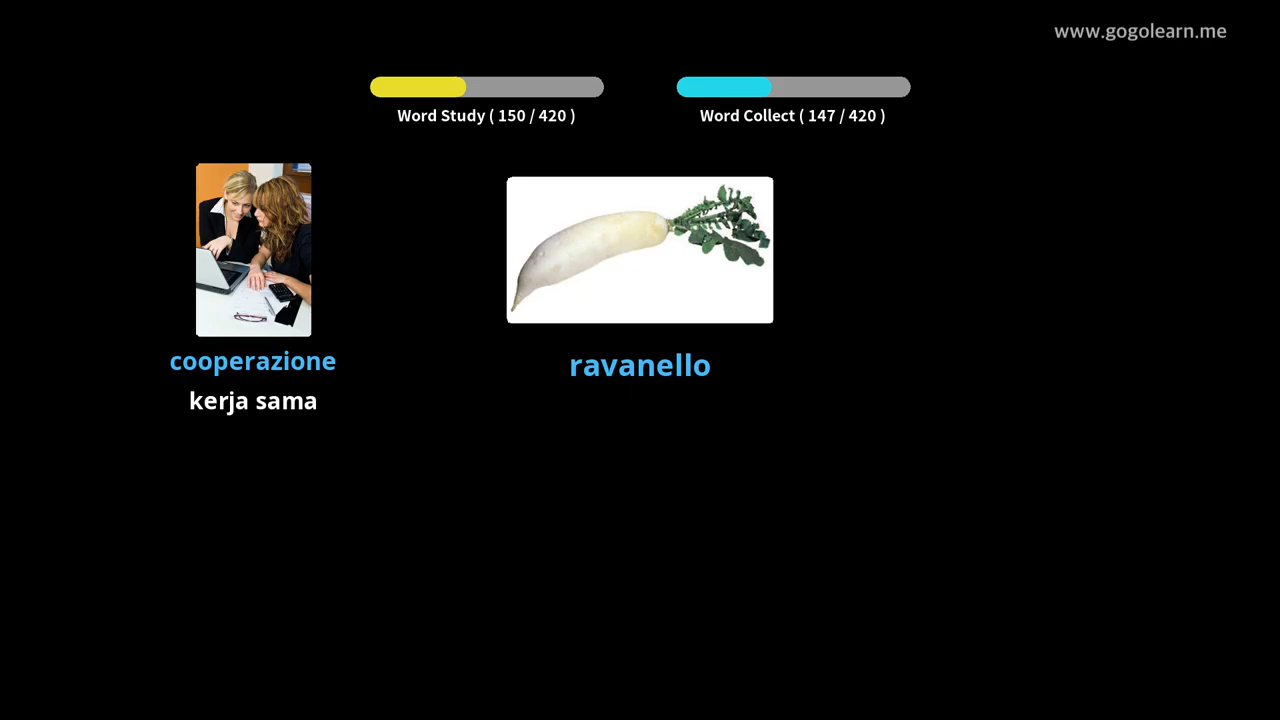 www.gogolearn.me
Word Study ( 150 / 420 )
Word Collect ( 147 / 420 )
cooperazione
kerja sama
ravanello